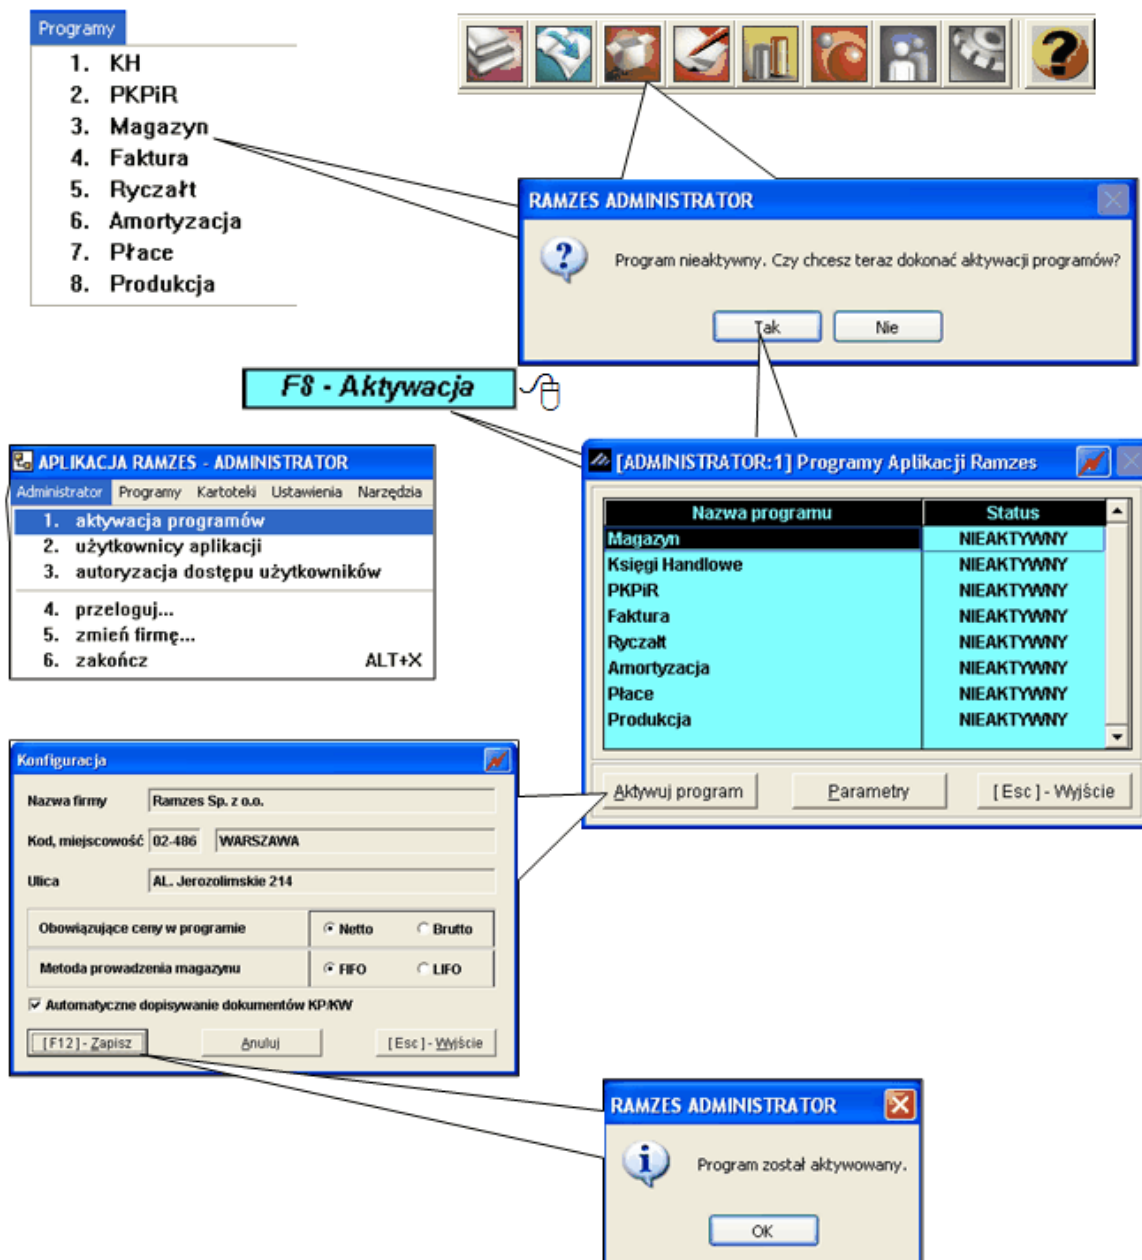 Programy
1. KH
2. PKPiR
3. Magazyn
4. Faktura
5. Ryczałt
6. Amortyzacja
7. Płace
8. Produkcja
?
RAMZES ADMINISTRATOR
Program nieaktywny. Czy chcesz teraz dokonać aktywacji programów?
Tak Nie
F8 - Aktywacja
APLIKACJA RAMZES - ADMINISTRATOR
Administrator Programy Kartoteki Ustawienia Narzędzia
1. aktywacja programów
2. użytkownicy aplikacji
3. autoryzacja dostępu użytkowników
4. przeloguj...
5. zmień firmę...
6. zakończ ALT+X
[ADMINISTRATOR:1] Programy Aplikacji Ramzes
Nazwa programu Status
Magazyn NIEAKTYWNY
Księgi Handlowe NIEAKTYWNY
PKPiR NIEAKTYWNY
Faktura NIEAKTYWNY
Ryczałt NIEAKTYWNY
Amortyzacja NIEAKTYWNY
Płace NIEAKTYWNY
Produkcja NIEAKTYWNY
Aktywuj program Parametry [ Esc ] - Wyjście
Konfiguracja
Nazwa firmy Ramzes Sp. z o.o.
Kod, miejscowość 02-486 WARSZAWA
Ulica AL. Jerozolimskie 214
Obowiązujące ceny w programie Netto Brutto
Metoda prowadzenia magazynu FIFO LIFO
Automatyczne dopisywanie dokumentów KP/KW
[ F12 ] - Zapisz Anuluj [ Esc ] - Wyjście
RAMZES ADMINISTRATOR
Program został aktywowany.
OK